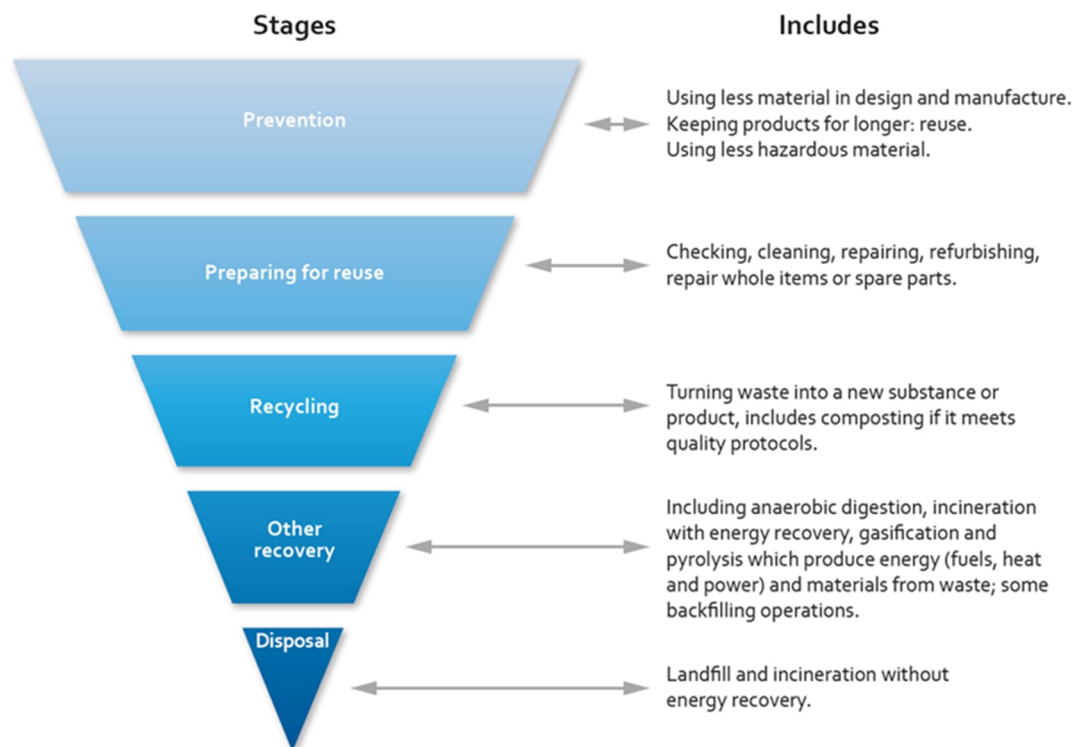 Stages
Includes
Prevention
Using less material in design and manufacture.
Keeping products for longer: reuse.
Using less hazardous material.
Preparing for reuse
Checking, cleaning, repairing, refurbishing,
repair whole items or spare parts.
Recycling
Turning waste into a new substance or
product, includes composting if it meets
quality protocols.
Other
recovery
Including anaerobic digestion, incineration
with energy recovery, gasification and
pyrolysis which produce energy (fuels, heat
and power) and materials from waste; some
backfilling operations.
Disposal
Landfill and incineration without
energy recovery.